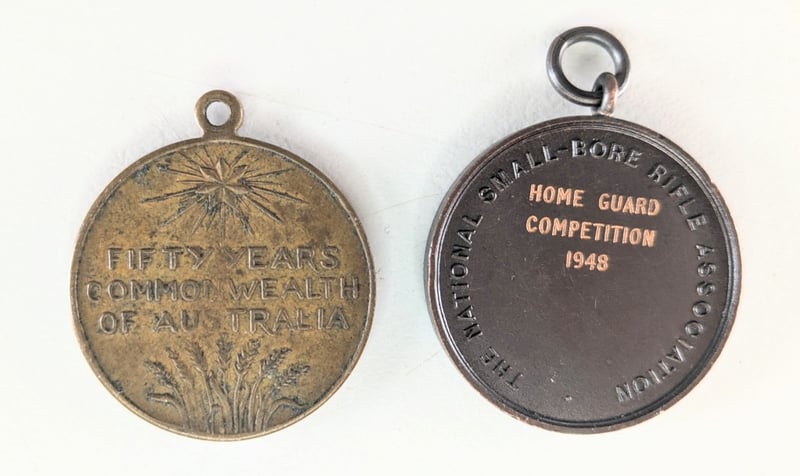 FIFTY YEARS
COMMONWEALTH
OF AUSTRALIA
THE NATIONAL SMALL-BORE RIFLE ASSOCIATION
HOME GUARD
COMPETITION
1948